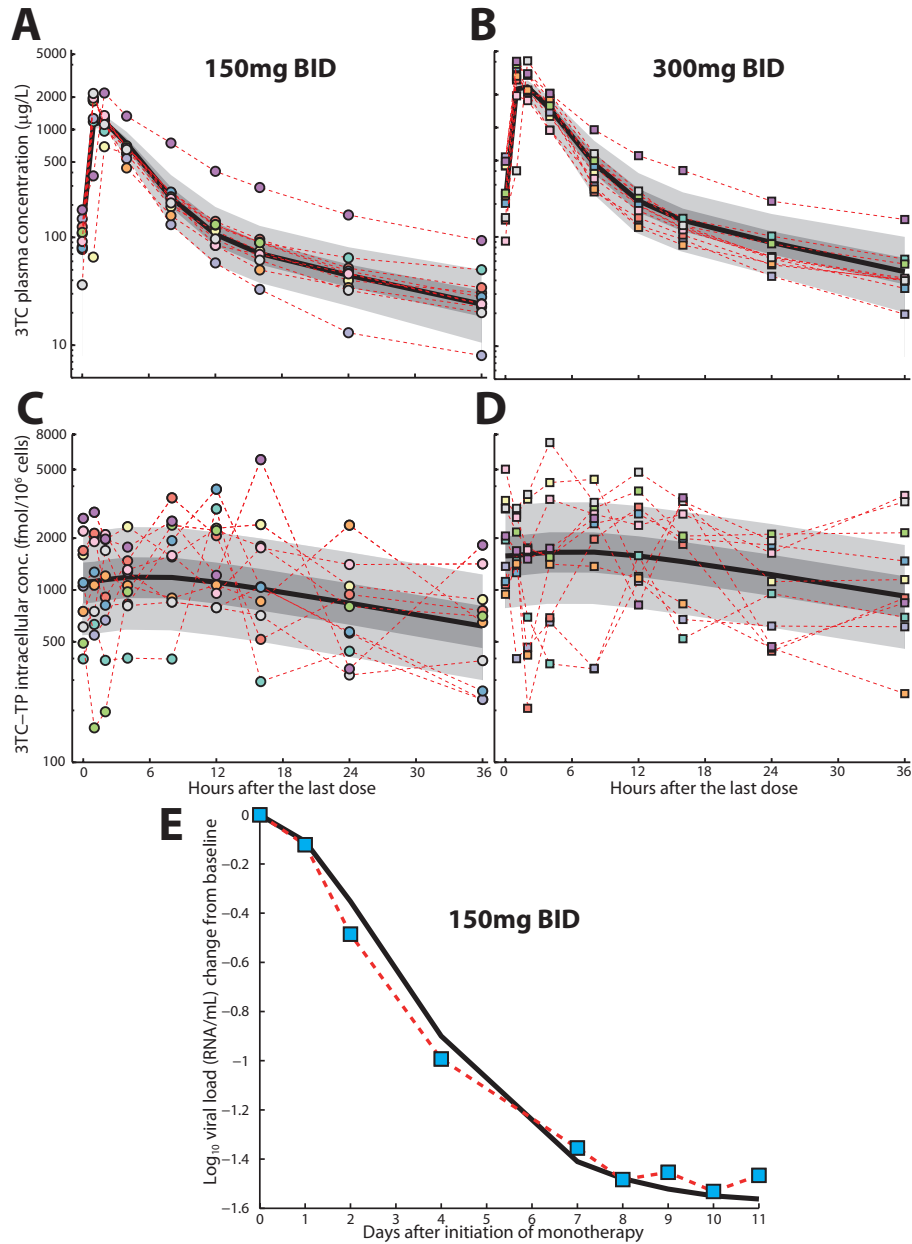 A
B
150mg BID
300mg BID
3TC plasma concentration (μg/L)
5000
2000
1000
500
100
50
10
C
D
3TC–TP intracellular conc. (fmol/10⁶ cells)
8000
5000
2000
1000
500
100
0 6 12 18 24 30 36
0 6 12 18 24 30 36
Hours after the last dose
Hours after the last dose
E
150mg BID
Log₁₀ viral load (RNA/mL) change from baseline
0
−0.2
−0.4
−0.6
−0.8
−1
−1.2
−1.4
−1.6
0 1 2 3 4 5 6 7 8 9 10 11
Days after initiation of monotherapy